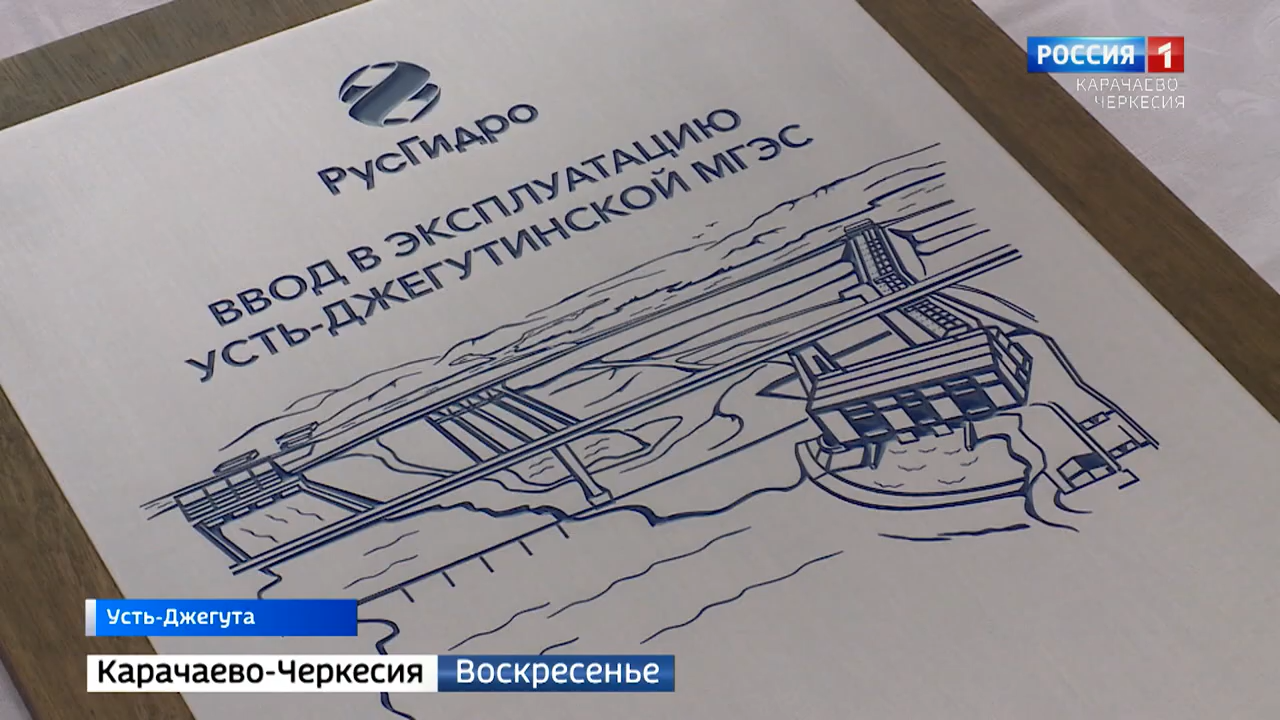 РОССИЯ 1
КАРАЧАЕВО
ЧЕРКЕСИЯ
РусГидро
ВВОД В ЭКСПЛУАТАЦИЮ
УСТЬ-ДЖЕГУТИНСКОЙ МГЭС
Усть-Джегута
Карачаево-Черкесия Воскресенье